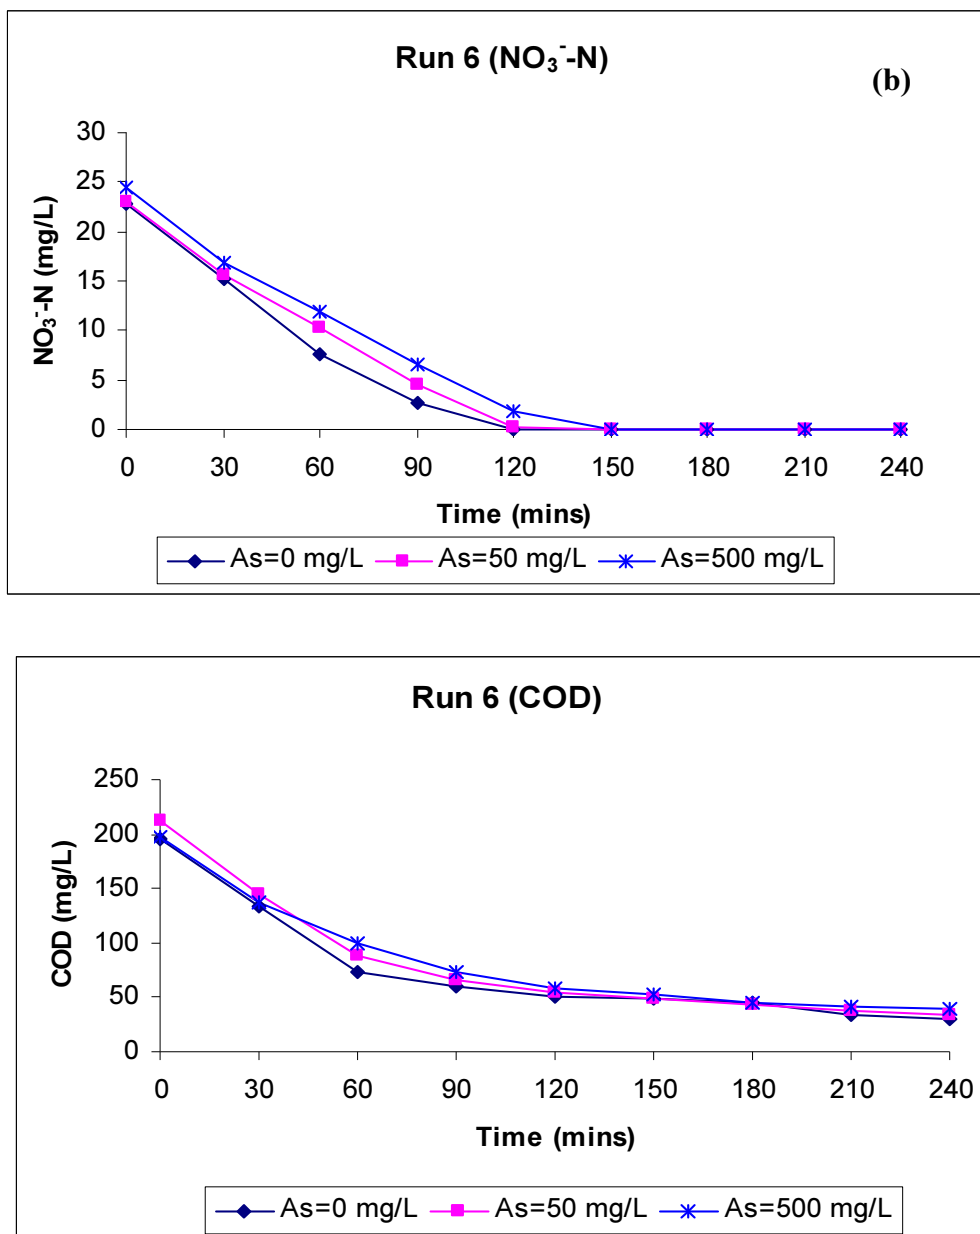 Run 6 (NO₃⁻-N)
(b)
30
25
20
15
10
5
0
NO₃⁻-N (mg/L)
0 30 60 90 120 150 180 210 240
Time (mins)
As=0 mg/L As=50 mg/L As=500 mg/L
Run 6 (COD)
250
200
150
100
50
0
COD (mg/L)
0 30 60 90 120 150 180 210 240
Time (mins)
As=0 mg/L As=50 mg/L As=500 mg/L